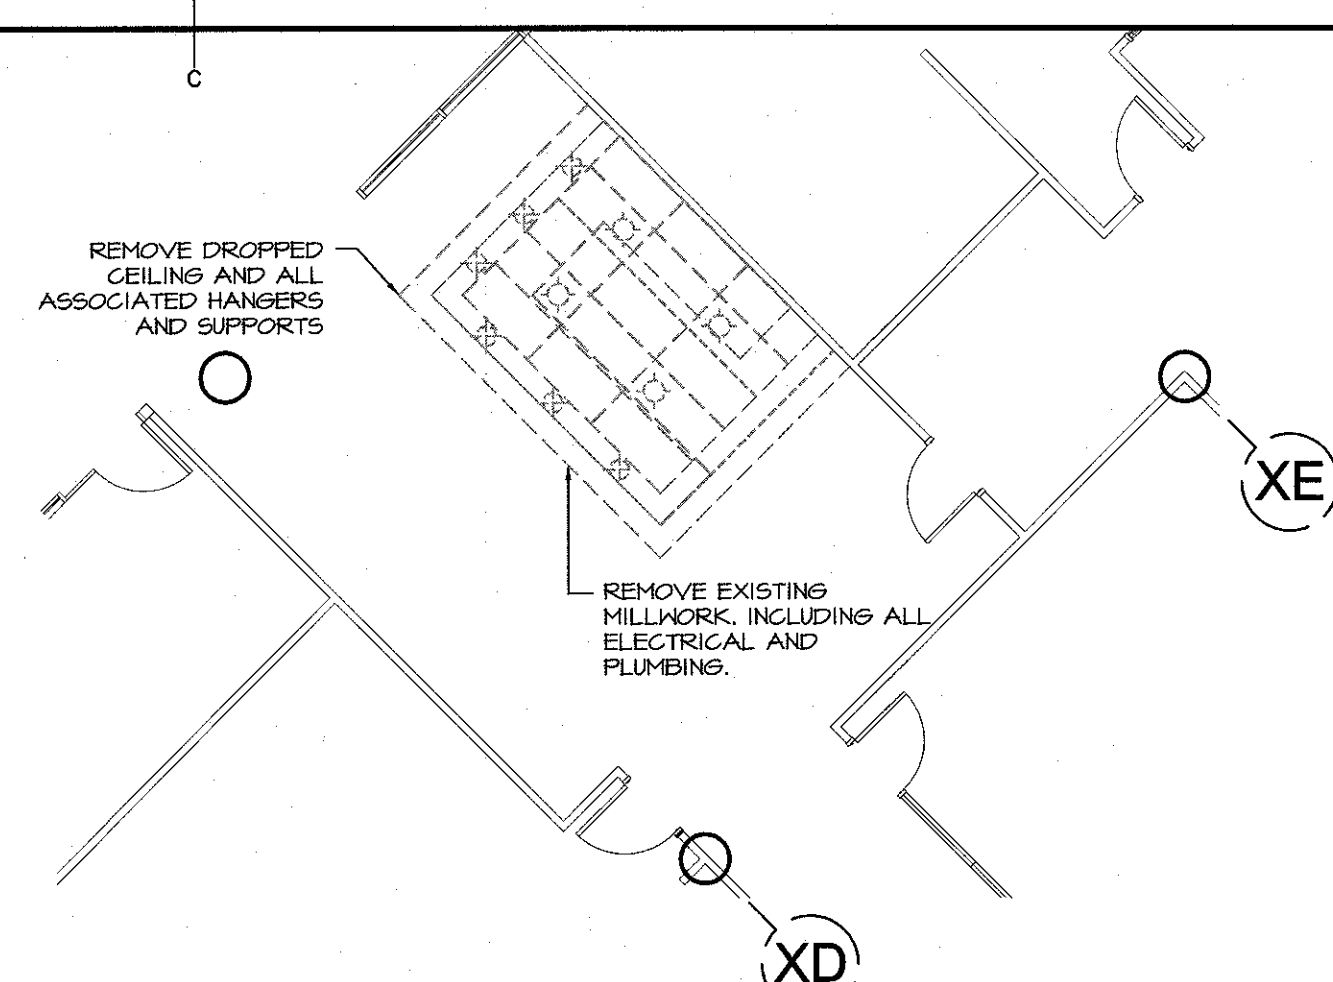 C
REMOVE DROPPED
CEILING AND ALL
ASSOCIATED HANGERS
AND SUPPORTS
XE
REMOVE EXISTING
MILLWORK. INCLUDING ALL
ELECTRICAL AND
PLUMBING.
XD